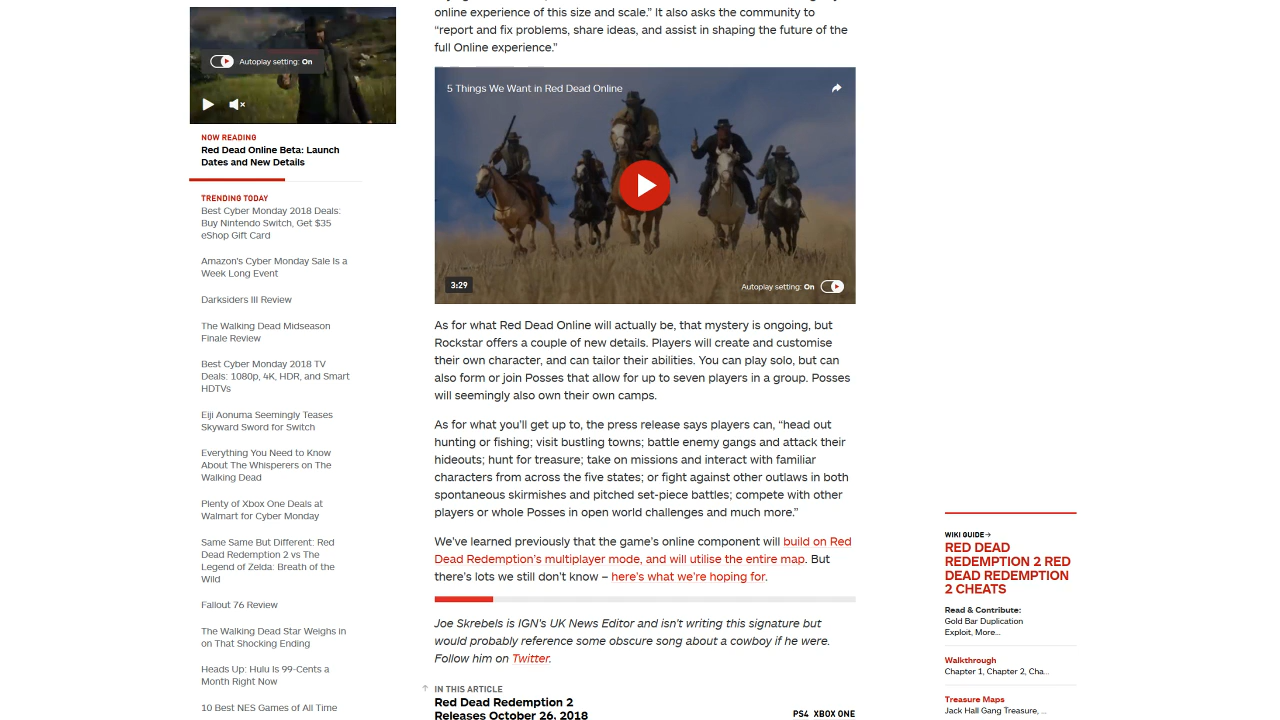 Autoplay setting: On
NOW READING
Red Dead Online Beta: Launch
Dates and New Details
TRENDING TODAY
Best Cyber Monday 2018 Deals:
Buy Nintendo Switch, Get $35
eShop Gift Card
Amazon's Cyber Monday Sale Is a
Week Long Event
Darksiders III Review
The Walking Dead Midseason
Finale Review
Best Cyber Monday 2018 TV
Deals: 1080p, 4K, HDR, and Smart
HDTVs
Eiji Aonuma Seemingly Teases
Skyward Sword for Switch
Everything You Need to Know
About The Whisperers on The
Walking Dead
Plenty of Xbox One Deals at
Walmart for Cyber Monday
Same Same But Different: Red
Dead Redemption 2 vs The
Legend of Zelda: Breath of the
Wild
Fallout 76 Review
The Walking Dead Star Weighs in
on That Shocking Ending
Heads Up: Hulu Is 99-Cents a
Month Right Now
10 Best NES Games of All Time
online experience of this size and scale.” It also asks the community to
“report and fix problems, share ideas, and assist in shaping the future of the
full Online experience.”
5 Things We Want in Red Dead Online
3:29
Autoplay setting: On
As for what Red Dead Online will actually be, that mystery is ongoing, but
Rockstar offers a couple of new details. Players will create and customise
their own character, and can tailor their abilities. You can play solo, but can
also form or join Posses that allow for up to seven players in a group. Posses
will seemingly also own their own camps.
As for what you’ll get up to, the press release says players can, “head out
hunting or fishing; visit bustling towns; battle enemy gangs and attack their
hideouts; hunt for treasure; take on missions and interact with familiar
characters from across the five states; or fight against other outlaws in both
spontaneous skirmishes and pitched set-piece battles; compete with other
players or whole Posses in open world challenges and much more.”
We’ve learned previously that the game’s online component will build on Red
Dead Redemption’s multiplayer mode, and will utilise the entire map. But
there’s lots we still don’t know – here’s what we’re hoping for.
Joe Skrebels is IGN’s UK News Editor and isn’t writing this signature but
would probably reference some obscure song about a cowboy if he were.
Follow him on Twitter.
IN THIS ARTICLE
Red Dead Redemption 2
Releases October 26, 2018
PS4 XBOX ONE
WIKI GUIDE
RED DEAD
REDEMPTION 2 RED
DEAD REDEMPTION
2 CHEATS
Read & Contribute:
Gold Bar Duplication
Exploit, More...
Walkthrough
Chapter 1, Chapter 2, Cha...
Treasure Maps
Jack Hall Gang Treasure, ...